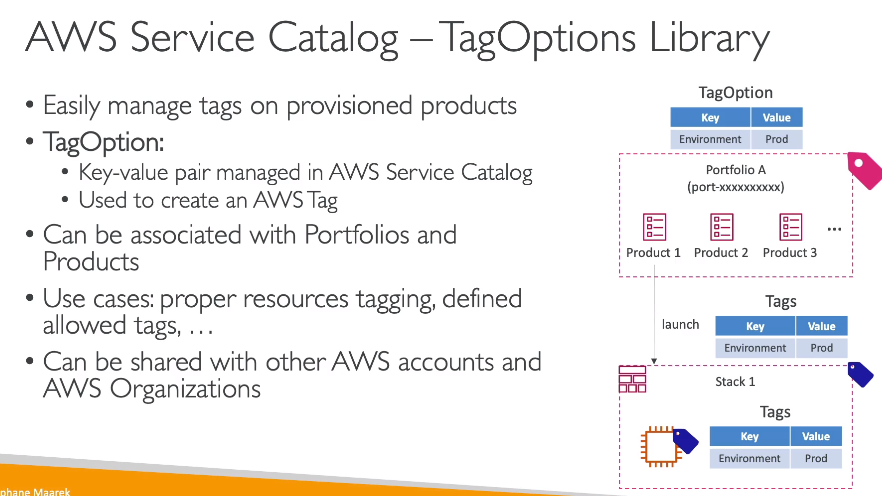 AWS Service Catalog – TagOptions Library
• Easily manage tags on provisioned products
• TagOption:
• Key-value pair managed in AWS Service Catalog
• Used to create an AWS Tag
• Can be associated with Portfolios and
Products
• Use cases: proper resources tagging, defined
allowed tags, …
• Can be shared with other AWS accounts and
AWS Organizations
TagOption
Key Value
Environment Prod
Portfolio A
(port-xxxxxxxxxx)
Product 1 Product 2 Product 3 ...
launch
Tags
Key Value
Environment Prod
Stack 1
Tags
Key Value
Environment Prod
phane Maarek